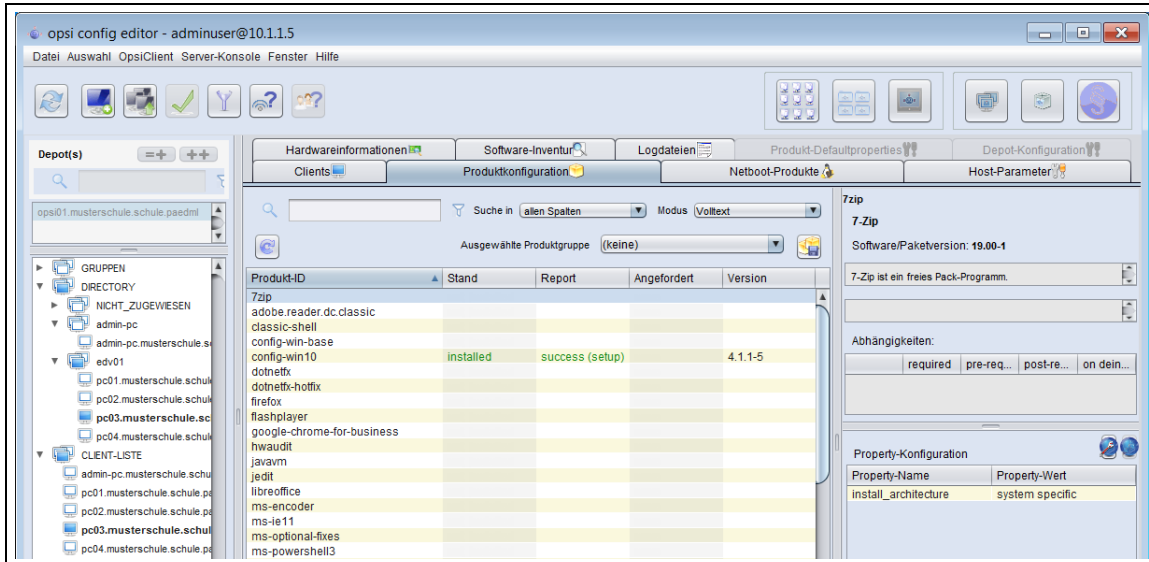 opsi config editor - adminuser@10.1.1.5
Datei Auswahl OpsiClient Server-Konsole Fenster Hilfe
Depot(s)
opsi01.musterschule.schule.paedml
GRUPPEN
DIRECTORY
NICHT_ZUGEWIESEN
admin-pc
admin-pc.musterschule.s
edv01
pc01.musterschule.schul
pc02.musterschule.schul
pc03.musterschule.sc
pc04.musterschule.schul
CLIENT-LISTE
admin-pc.musterschule.schu
pc01.musterschule.schule.pa
pc02.musterschule.schule.pa
pc03.musterschule.schul
pc04.musterschule.schule.pa
Hardwareinformationen Software-Inventur Logdateien Produkt-Defaultproperties Depot-Konfiguration
Clients Produktkonfiguration Netboot-Produkte Host-Parameter
Suche in allen Spalten Modus Volltext
Ausgewählte Produktgruppe (keine)
Produkt-ID Stand Report Angefordert Version
7zip
adobe.reader.dc.classic
classic-shell
config-win-base
config-win10 installed success (setup) 4.1.1-5
dotnetfx
dotnetfx-hotfix
firefox
flashplayer
google-chrome-for-business
hwaudit
javavm
jedit
libreoffice
ms-encoder
ms-ie11
ms-optional-fixes
ms-powershell3
7zip
7-Zip
Software/Paketversion: 19.00-1
7-Zip ist ein freies Pack-Programm.
Abhängigkeiten:
required pre-req... post-re... on dein...
Property-Konfiguration
Property-Name Property-Wert
install_architecture system specific